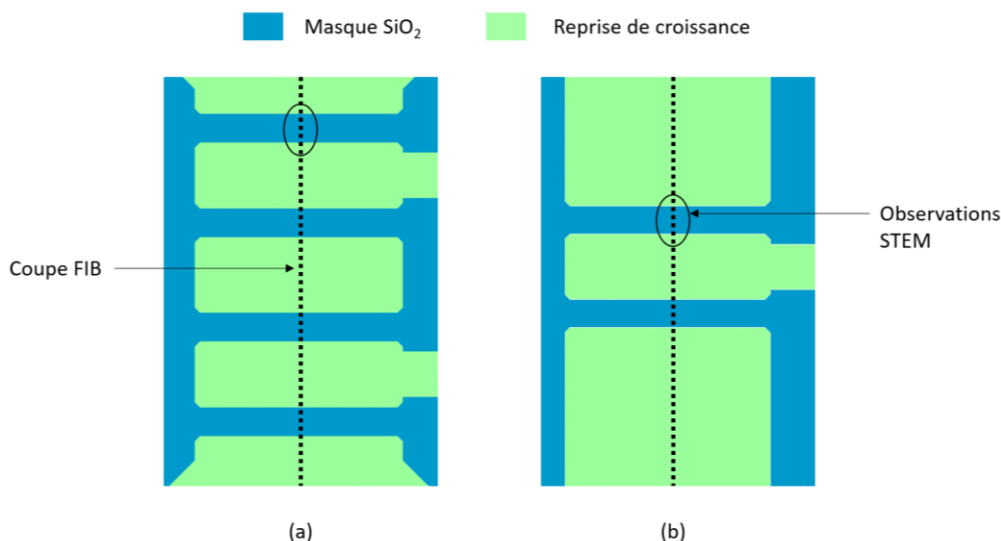 Masque SiO₂
Reprise de croissance
Coupe FIB
Observations
STEM
(a)
(b)